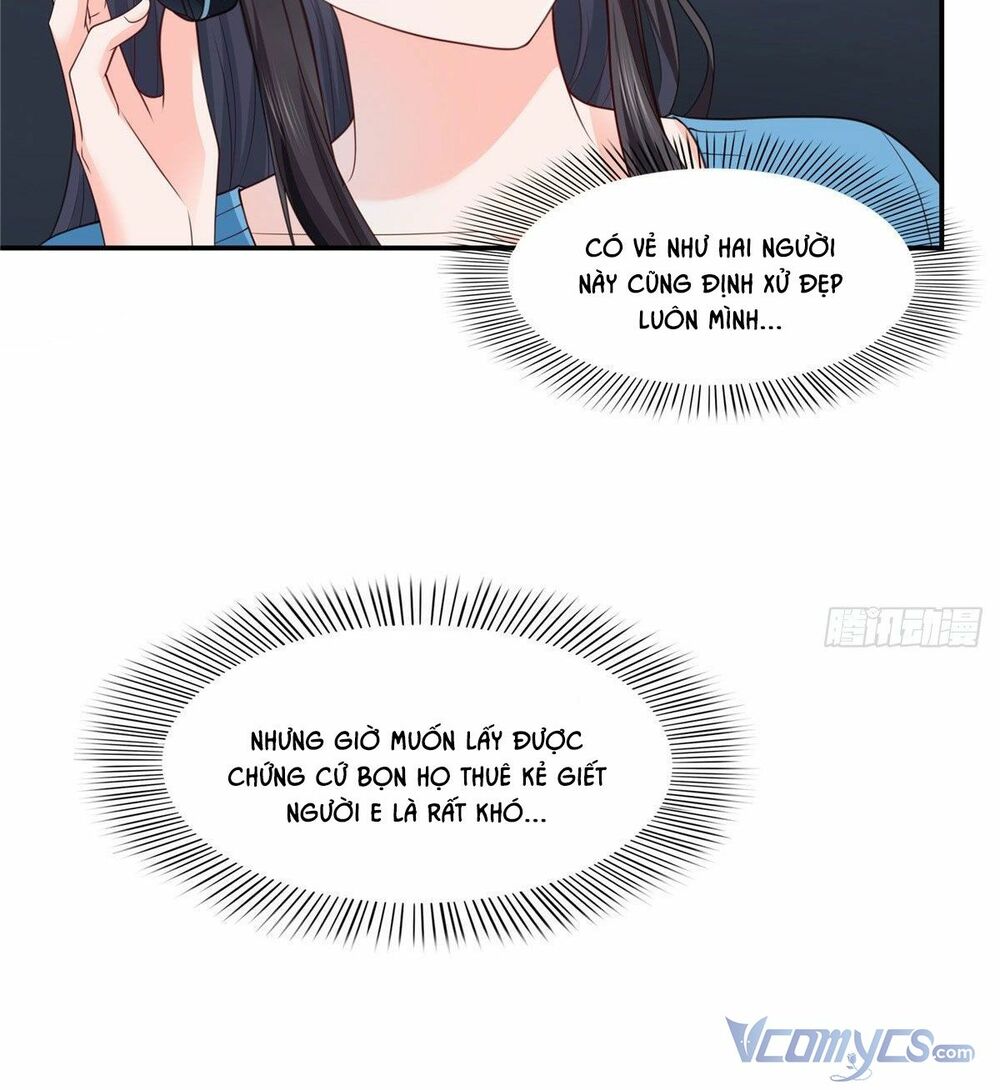 CÓ VẺ NHƯ HAI NGƯỜI
NÀY CŨNG ĐỊNH XỬ ĐẸP
LUÔN MÌNH...
腾讯动漫
NHƯNG GIỜ MUỐN LẤY ĐƯỢC
CHỨNG CỨ BỌN HỌ THUÊ KẺ GIẾT
NGƯỜI E LÀ RẤT KHÓ...
VCOMYCS.com